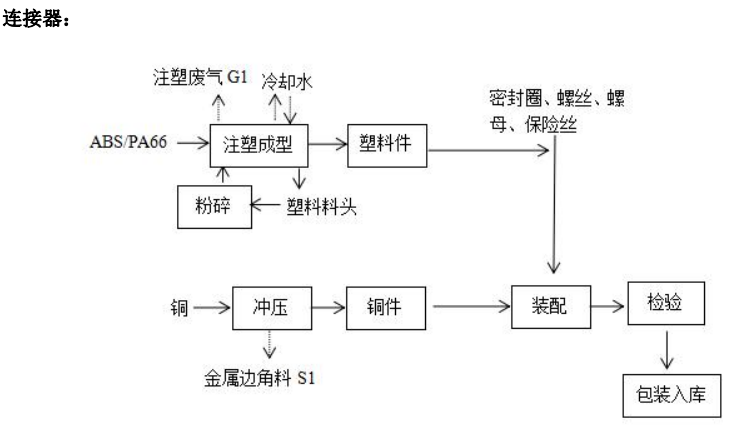 连接器：
注塑废气 G1
冷却水
密封圈、螺丝、螺
母、保险丝
ABS/PA66
注塑成型
塑料件
粉碎
塑料料头
铜
冲压
铜件
装配
检验
金属边角料 S1
包装入库